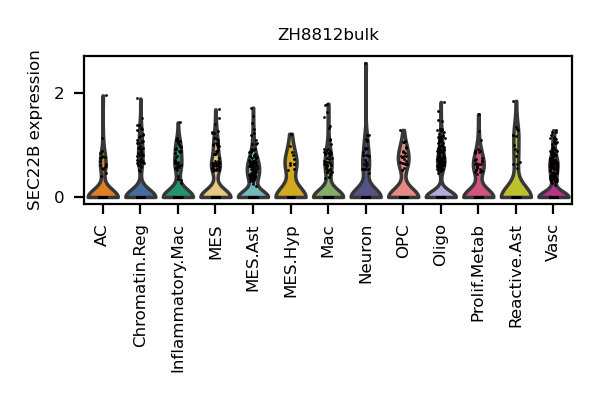 ZH8812bulk
SEC22B expression
2
0
AC
Chromatin.Reg
Inflammatory.Mac
MES
MES.Ast
MES.Hyp
Mac
Neuron
OPC
Oligo
Prolif.Metab
Reactive.Ast
Vasc